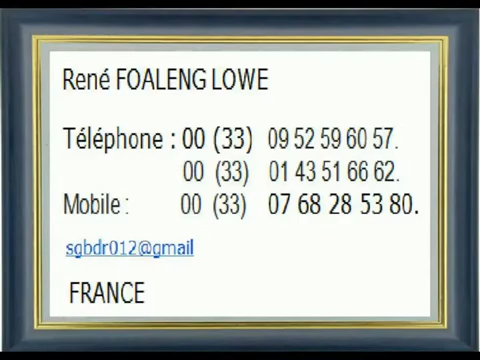 René FOALENG LOWE
Téléphone : 00 (33) 09 52 59 60 57.
00 (33) 01 43 51 66 62.
Mobile : 00 (33) 07 68 28 53 80.
sgbdr012@gmail
FRANCE